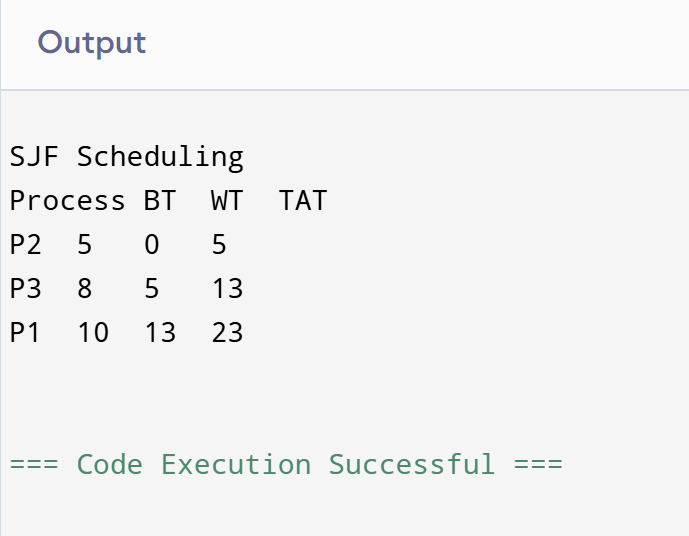 Output
SJF Scheduling
Process BT WT TAT
P2 5 0 5
P3 8 5 13
P1 10 13 23
=== Code Execution Successful ===